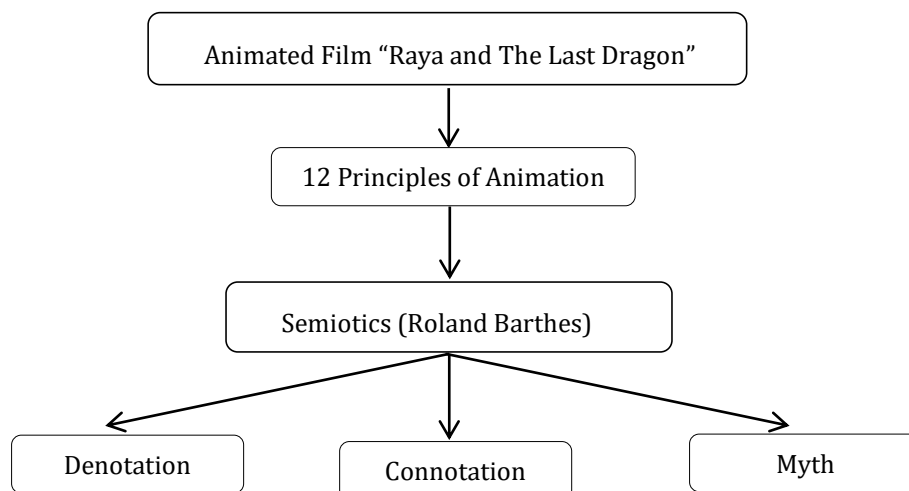 Animated Film “Raya and The Last Dragon”
12 Principles of Animation
Semiotics (Roland Barthes)
Denotation
Connotation
Myth